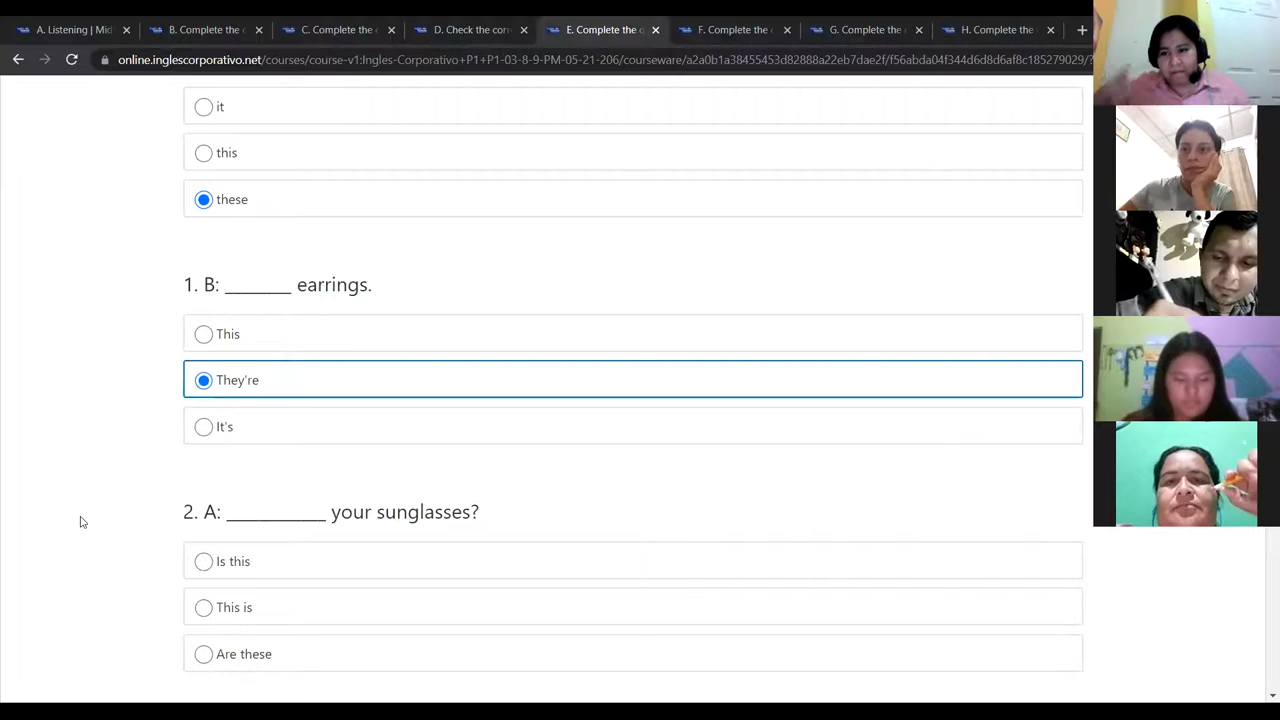 A. Listening | Mid
B. Complete the c
C. Complete the
D. Check the corr
E. Complete the q
F. Complete the c
G. Complete the
H. Complete the
online.inglescorporativo.net/courses/course-v1:Ingles-Corporativo+P1+P1-03-8-9-PM-05-21-206/courseware/a2a0b1a38455453d82888a22eb7dae2f/f56abda04f344d6d8d6af8c185279029/?
it
this
these
1. B: ________ earrings.
This
They're
It's
2. A: ___________ your sunglasses?
Is this
This is
Are these